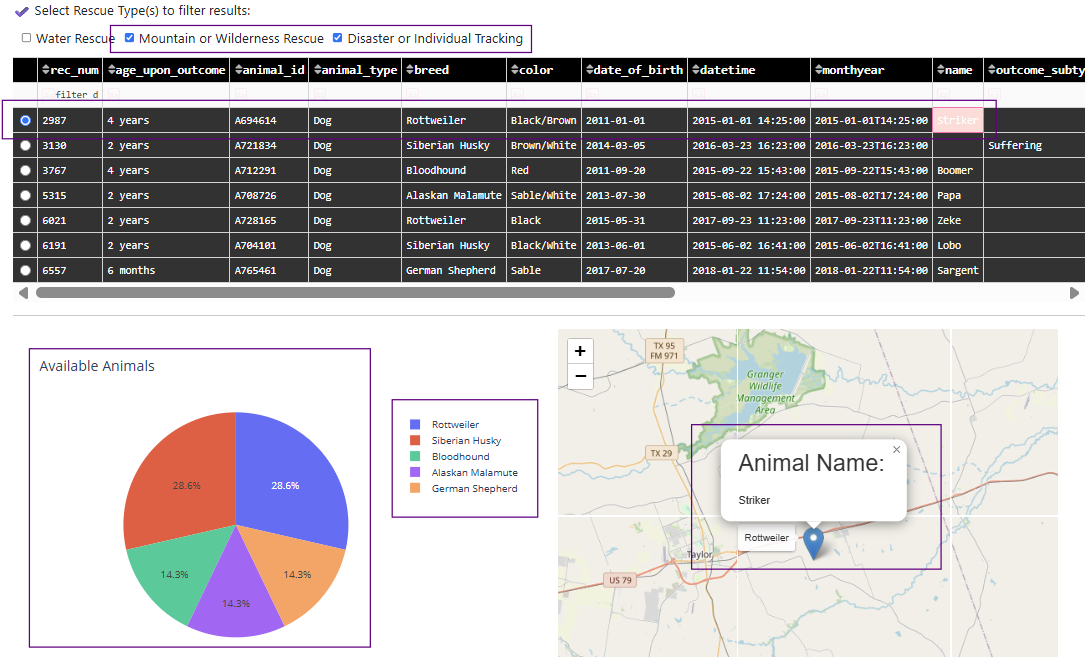 Select Rescue Type(s) to filter results:
Water Rescue Mountain or Wilderness Rescue Disaster or Individual Tracking
rec_num age_upon_outcome animal_id animal_type breed color date_of_birth datetime monthyear name outcome_subty
filter d
2987 4 years A694614 Dog Rottweiler Black/Brown 2011-01-01 2015-01-01 14:25:00 2015-01-01T14:25:00 Striker
3130 2 years A721834 Dog Siberian Husky Brown/White 2014-03-05 2016-03-23 16:23:00 2016-03-23T16:23:00 Suffering
3767 4 years A712291 Dog Bloodhound Red 2011-09-20 2015-09-22 15:43:00 2015-09-22T15:43:00 Boomer
5315 2 years A708726 Dog Alaskan Malamute Sable/White 2013-07-30 2015-08-02 17:24:00 2015-08-02T17:24:00 Papa
6021 2 years A728165 Dog Rottweiler Black 2015-05-31 2017-09-23 11:23:00 2017-09-23T11:23:00 Zeke
6191 2 years A704101 Dog Siberian Husky Black/White 2013-06-01 2015-06-02 16:41:00 2015-06-02T16:41:00 Lobo
6557 6 months A765461 Dog German Shepherd Sable 2017-07-20 2018-01-22 11:54:00 2018-01-22T11:54:00 Sargent
Available Animals
28.6%
28.6%
14.3%
14.3%
14.3%
Rottweiler
Siberian Husky
Bloodhound
Alaskan Malamute
German Shepherd
+
−
TX 95
FM 971
Granger
Wildlife
Management
Area
TX 29
×
Animal Name:
Striker
Rottweiler
Taylor
US 79